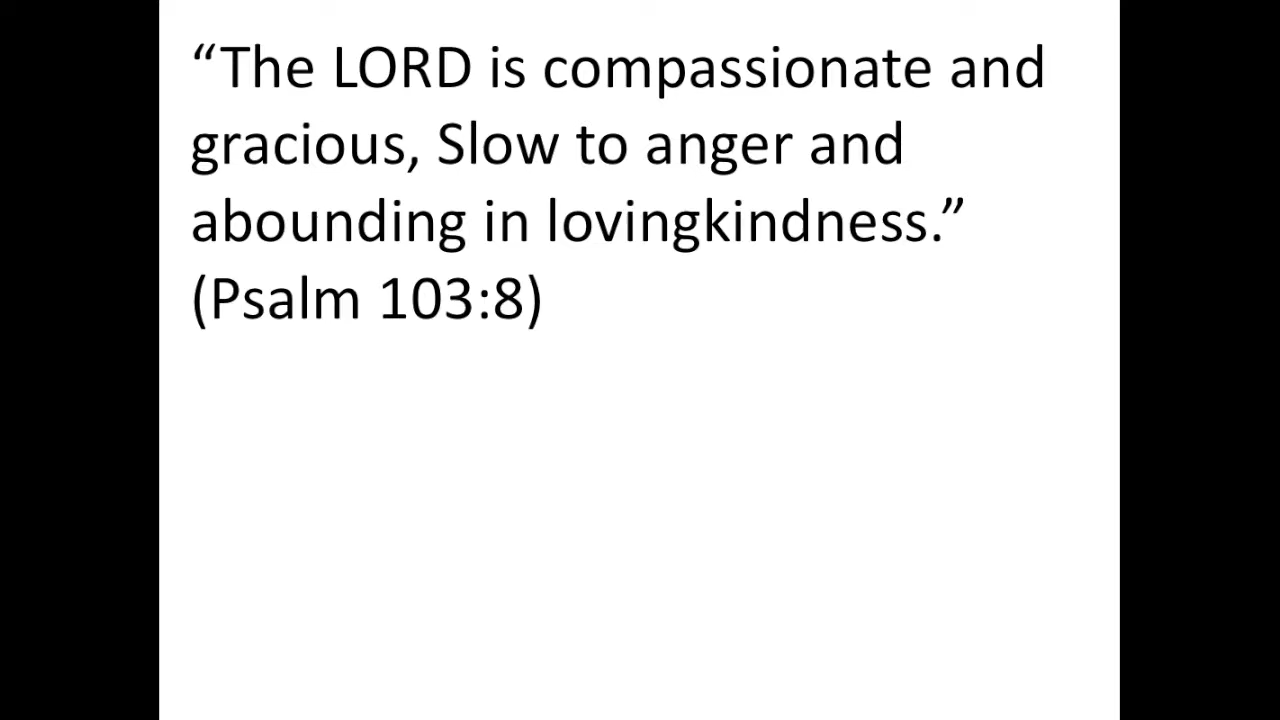 “The LORD is compassionate and
gracious, Slow to anger and
abounding in lovingkindness.”
(Psalm 103:8)